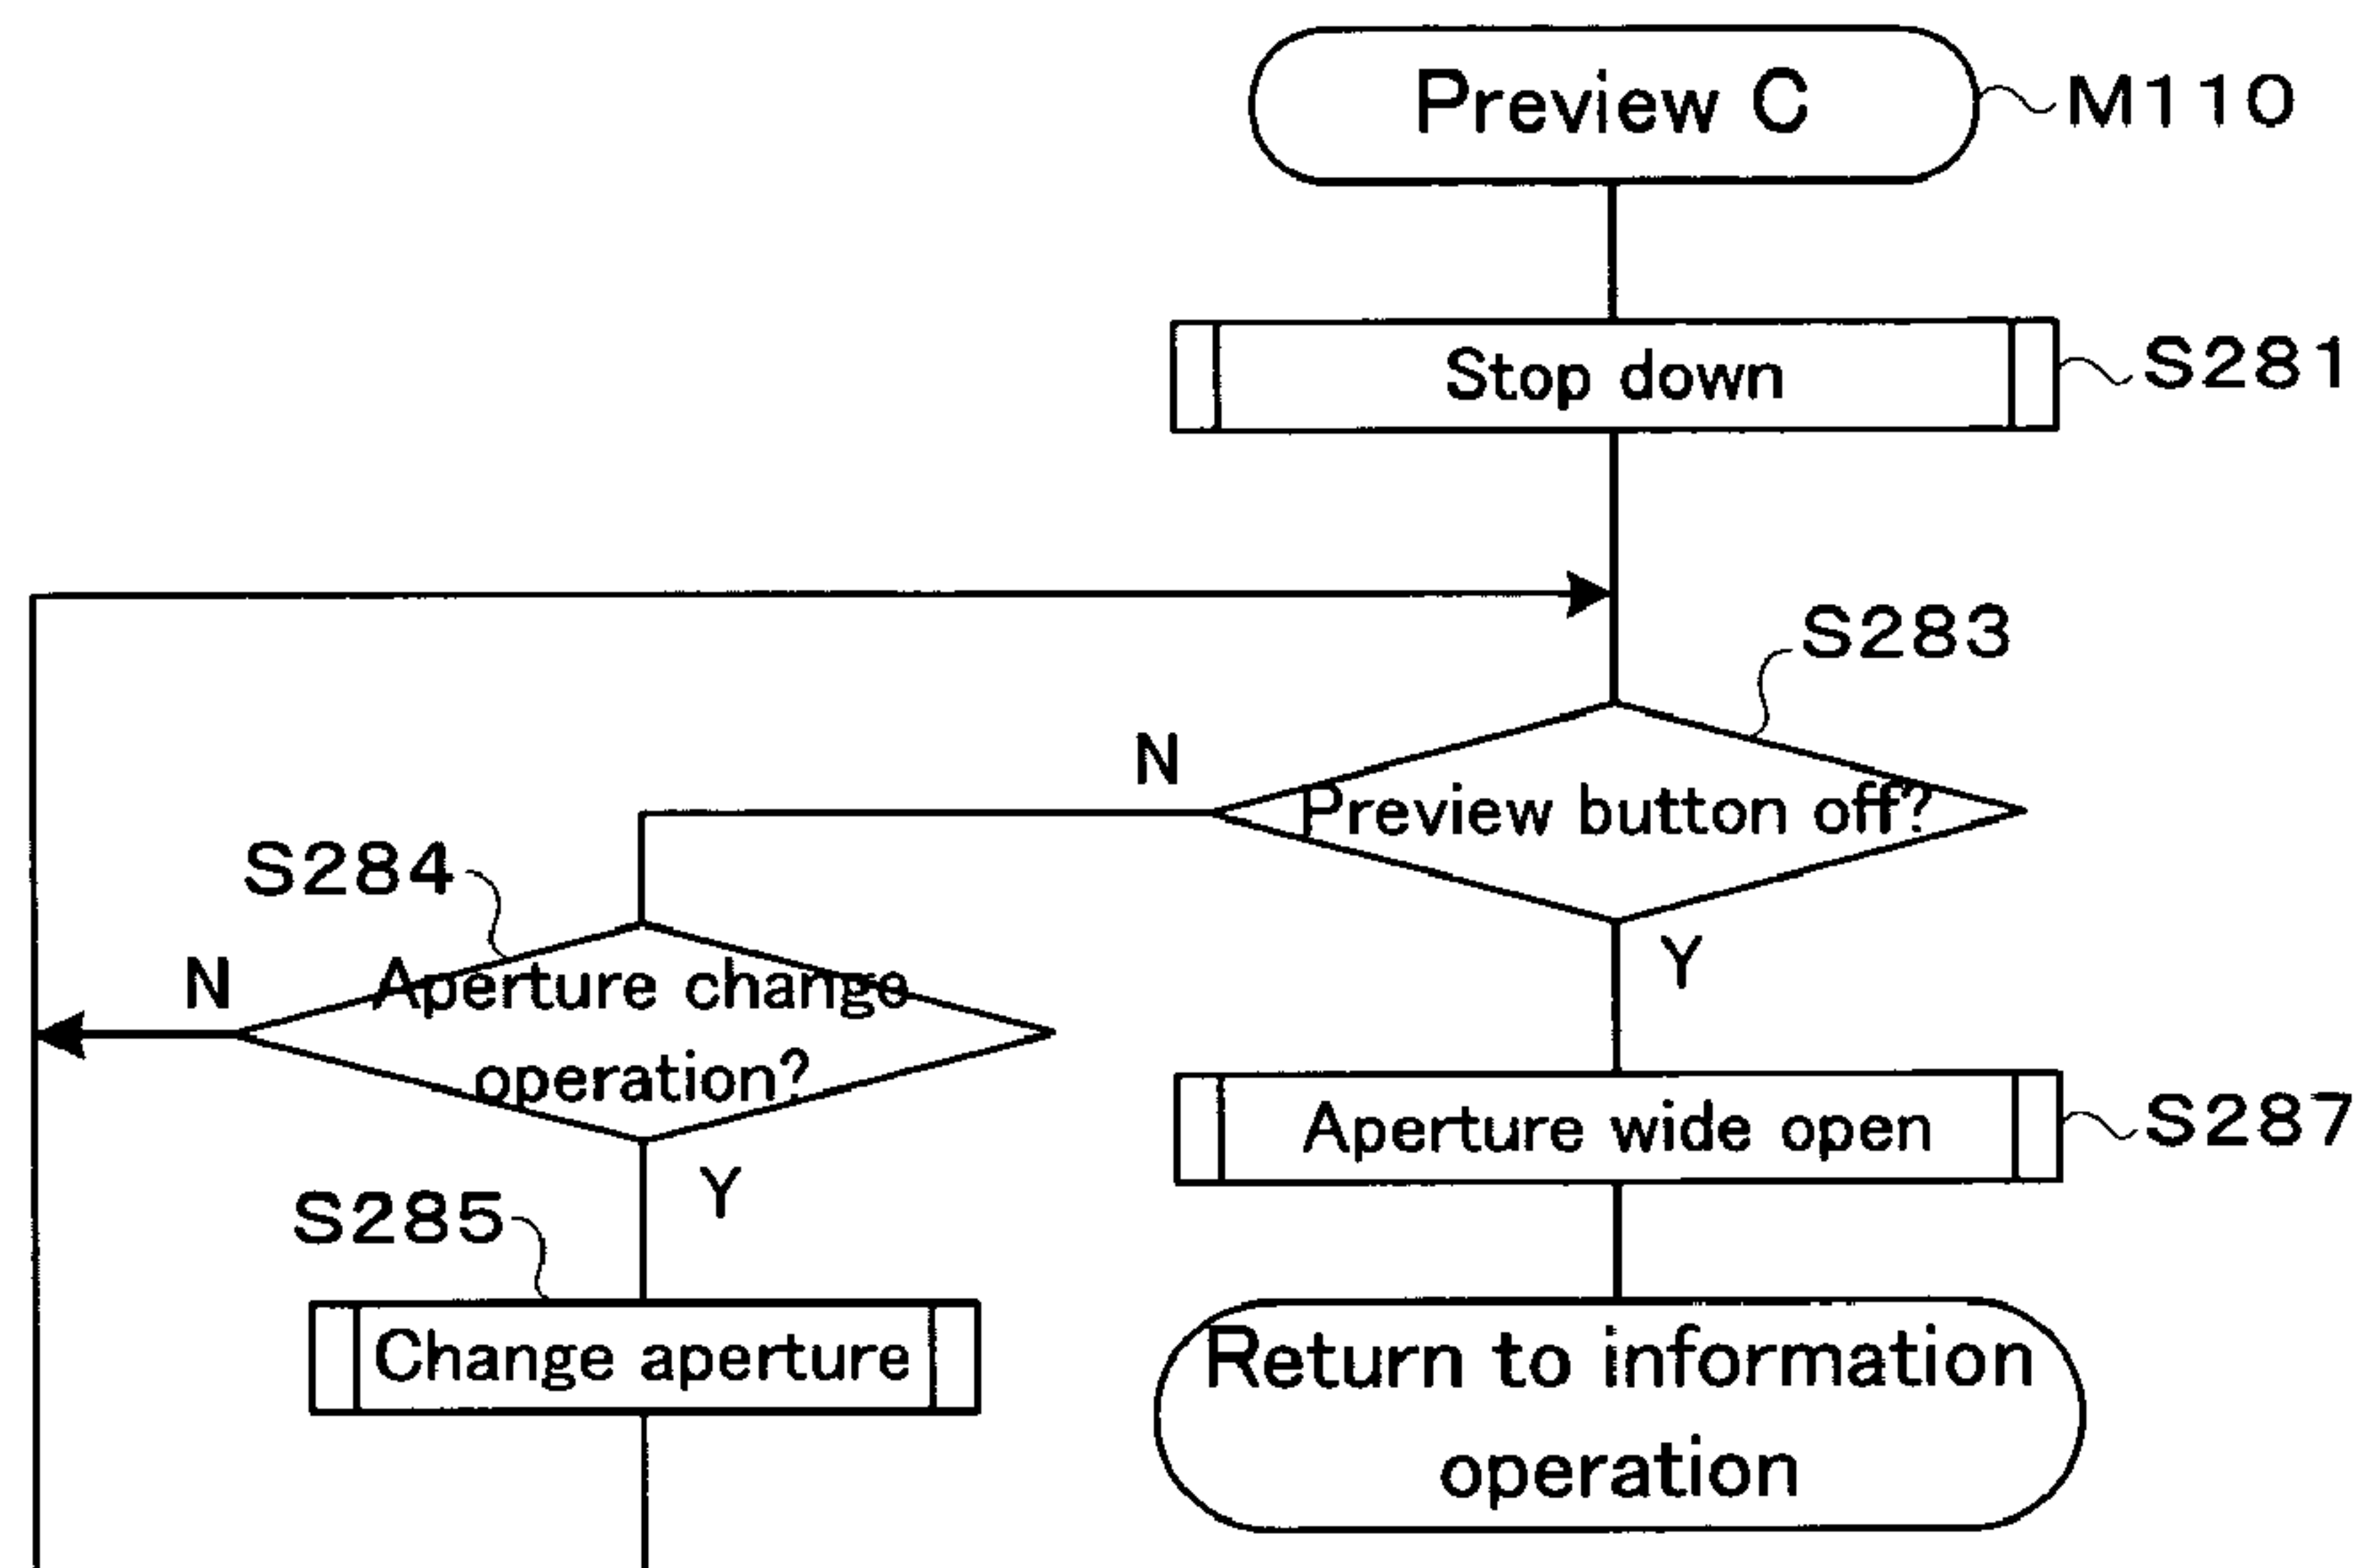 Preview C
M110
Stop down
S281
S283
N
Preview button off?
S284
Y
N
Aperture change
operation?
Aperture wide open
S287
Y
S285
Change aperture
Return to information
operation